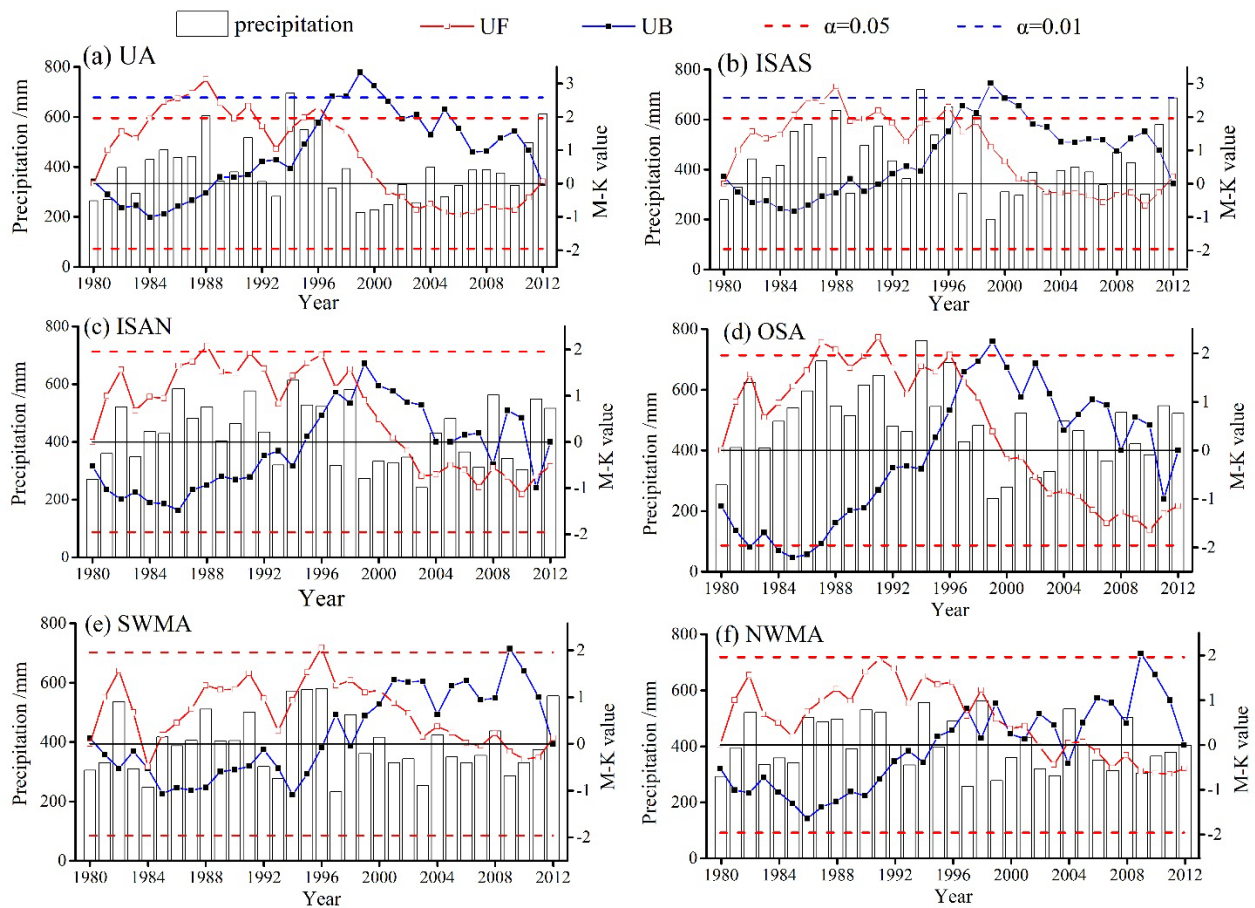 precipitation UF UB α=0.05 α=0.01
(a) UA
Precipitation /mm
800
600
400
200
0
3
2
1
0
-1
-2
M-K value
1980 1984 1988 1992 1996 2000 2004 2008 2012
Year
(b) ISAS
Precipitation /mm
800
600
400
200
0
3
2
1
0
-1
-2
M-K value
1980 1984 1988 1992 1996 2000 2004 2008 2012
Year
(c) ISAN
Precipitation /mm
800
600
400
200
0
2
1
0
-1
-2
M-K value
1980 1984 1988 1992 1996 2000 2004 2008 2012
Year
(d) OSA
Precipitation /mm
800
600
400
200
0
2
1
0
-1
-2
M-K value
1980 1984 1988 1992 1996 2000 2004 2008 2012
Year
(e) SWMA
Precipitation /mm
800
600
400
200
0
2
1
0
-1
-2
M-K value
1980 1984 1988 1992 1996 2000 2004 2008 2012
Year
(f) NWMA
Precipitation /mm
800
600
400
200
0
2
1
0
-1
-2
M-K value
1980 1984 1988 1992 1996 2000 2004 2008 2012
Year